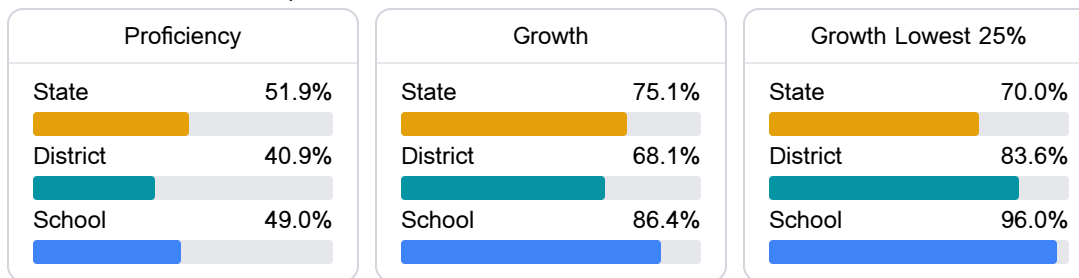 Proficiency
State 51.9%
District 40.9%
School 49.0%
Growth
State 75.1%
District 68.1%
School 86.4%
Growth Lowest 25%
State 70.0%
District 83.6%
School 96.0%